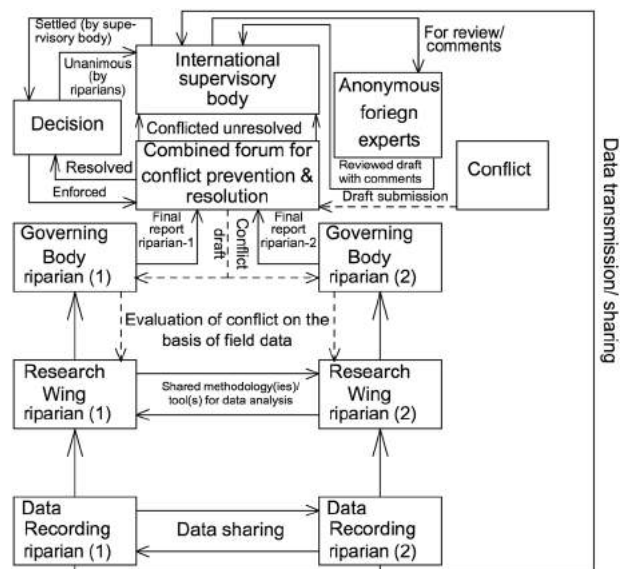 Settled (by supe-
rvisory body)
Unanimous
(by
riparians)
International
supervisory
body
For review/
comments
Anonymous
foriegn
experts
Decision
Conflicted unresolved
Resolved
Enforced
Combined forum for
conflict prevention &
resolution
Reviewed draft
with comments
Conflict
Draft submission
Data transmission/ sharing
Final
report
riparian-1
Conflict
draft
Final
report
riparian-2
Governing
Body
riparian (1)
Governing
Body
riparian (2)
Evaluation of conflict on the
basis of field data
Research
Wing
riparian (1)
Shared methodology(ies)/
tool(s) for data analysis
Research
Wing
riparian (2)
Data
Recording
riparian (1)
Data sharing
Data
Recording
riparian (2)